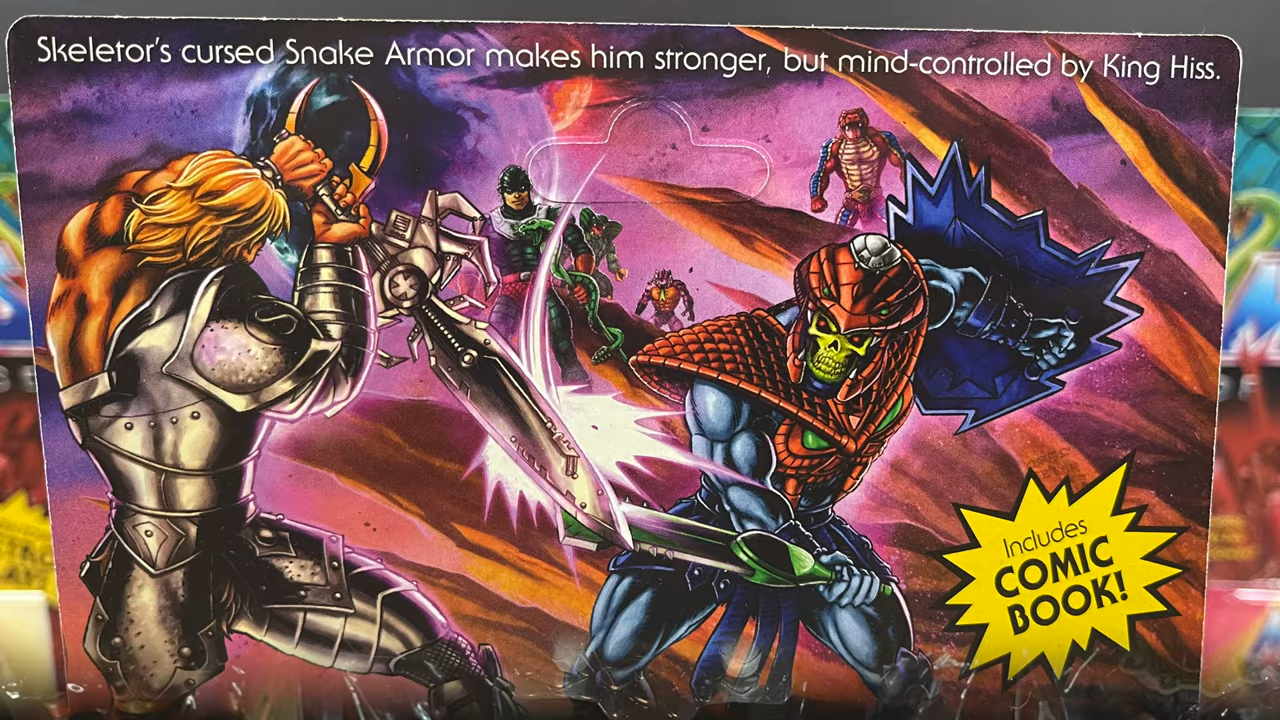 Skeletor's cursed Snake Armor makes him stronger, but mind-controlled by King Hiss.
Includes
COMIC
BOOK!